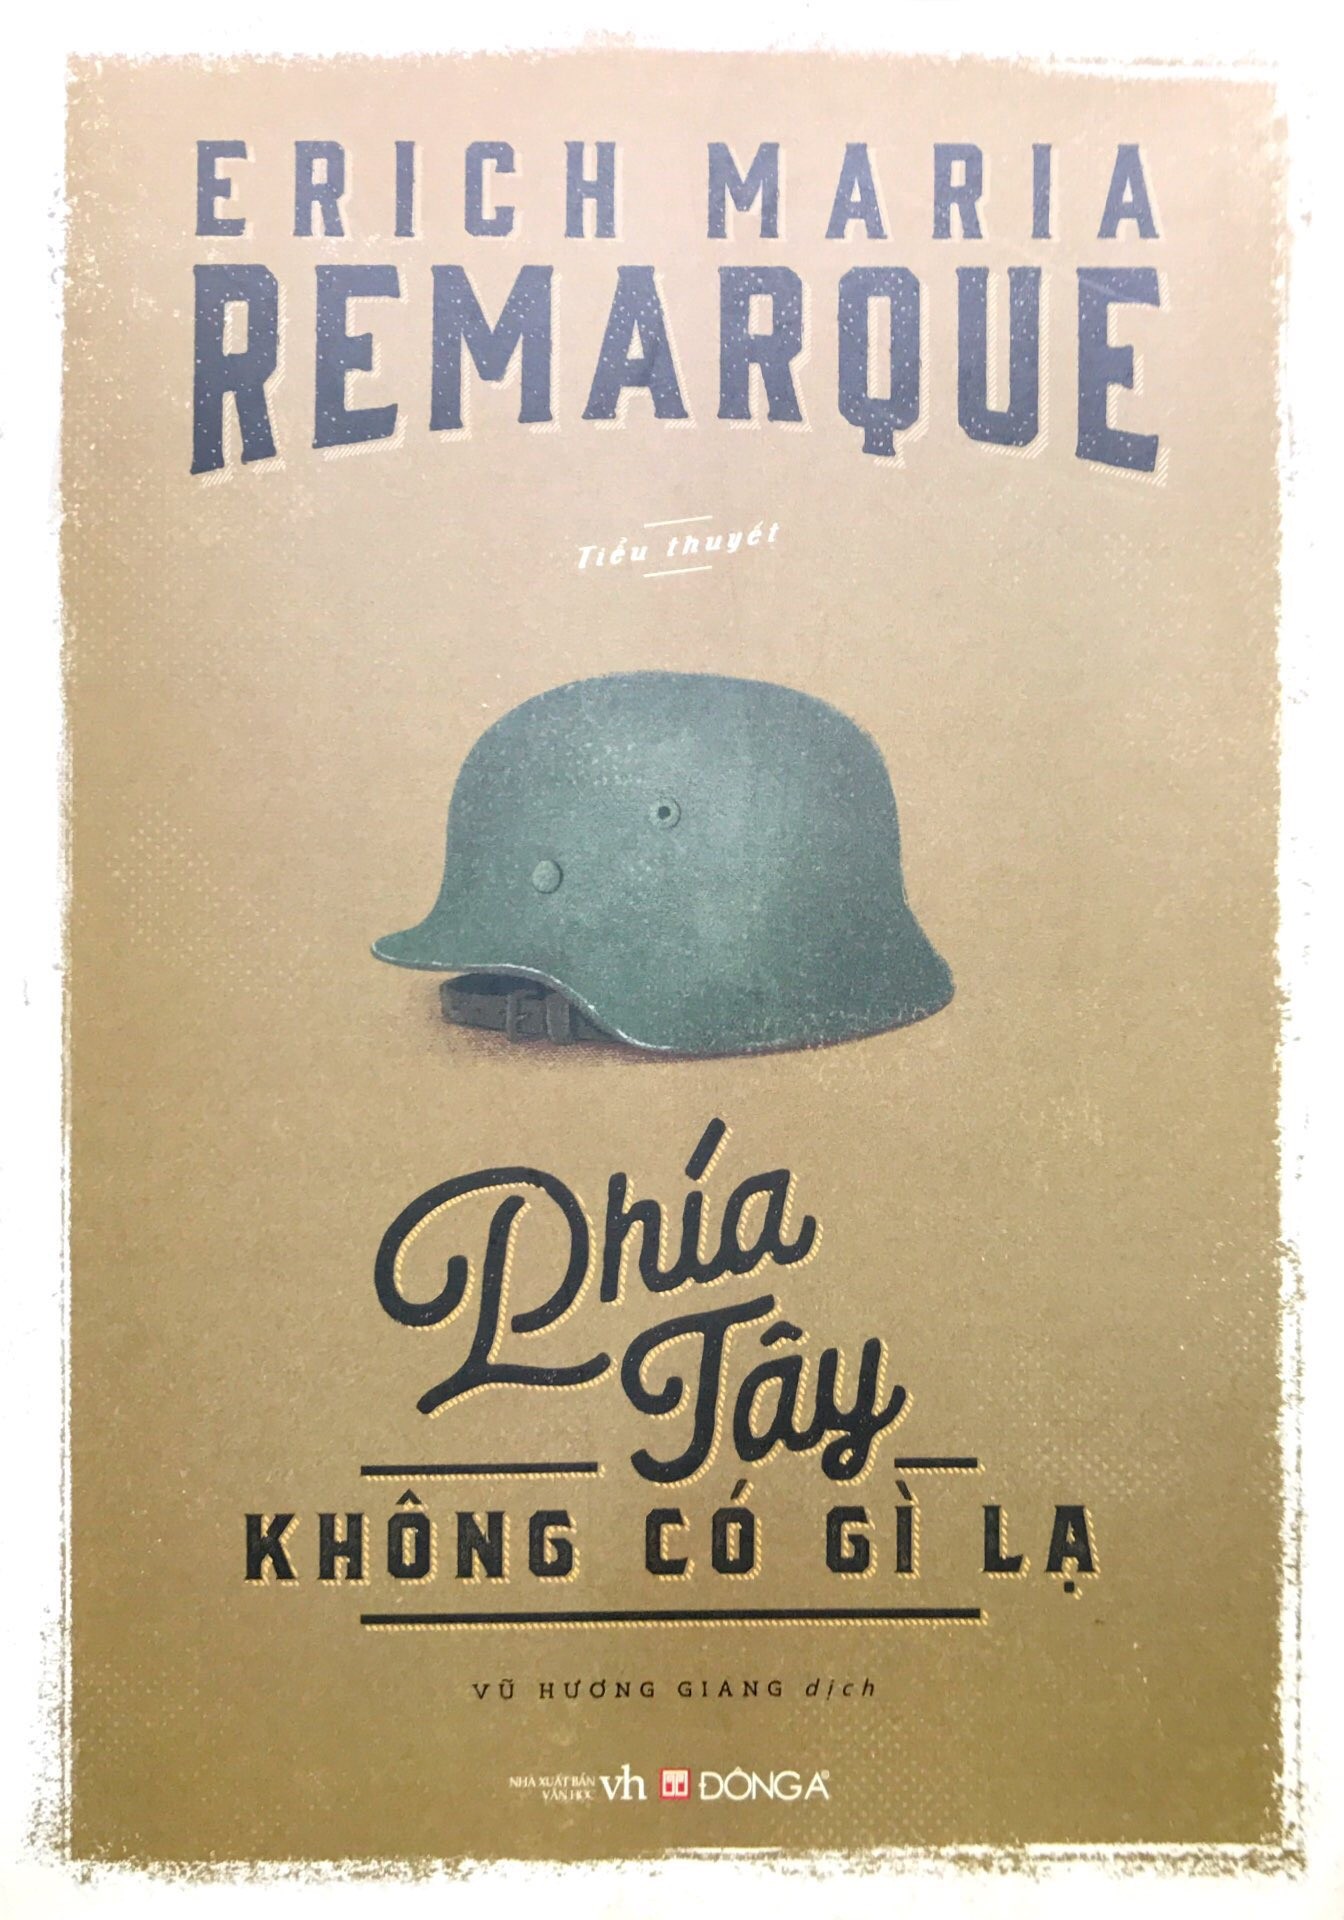 ERICH MARIA
REMARQUE
Tiểu thuyết
Phía
Tây
KHÔNG CÓ GÌ LẠ
VŨ HƯƠNG GIANG dịch
NHÀ XUẤT BẢN
VĂN HỌC
vh ĐÔNG A®